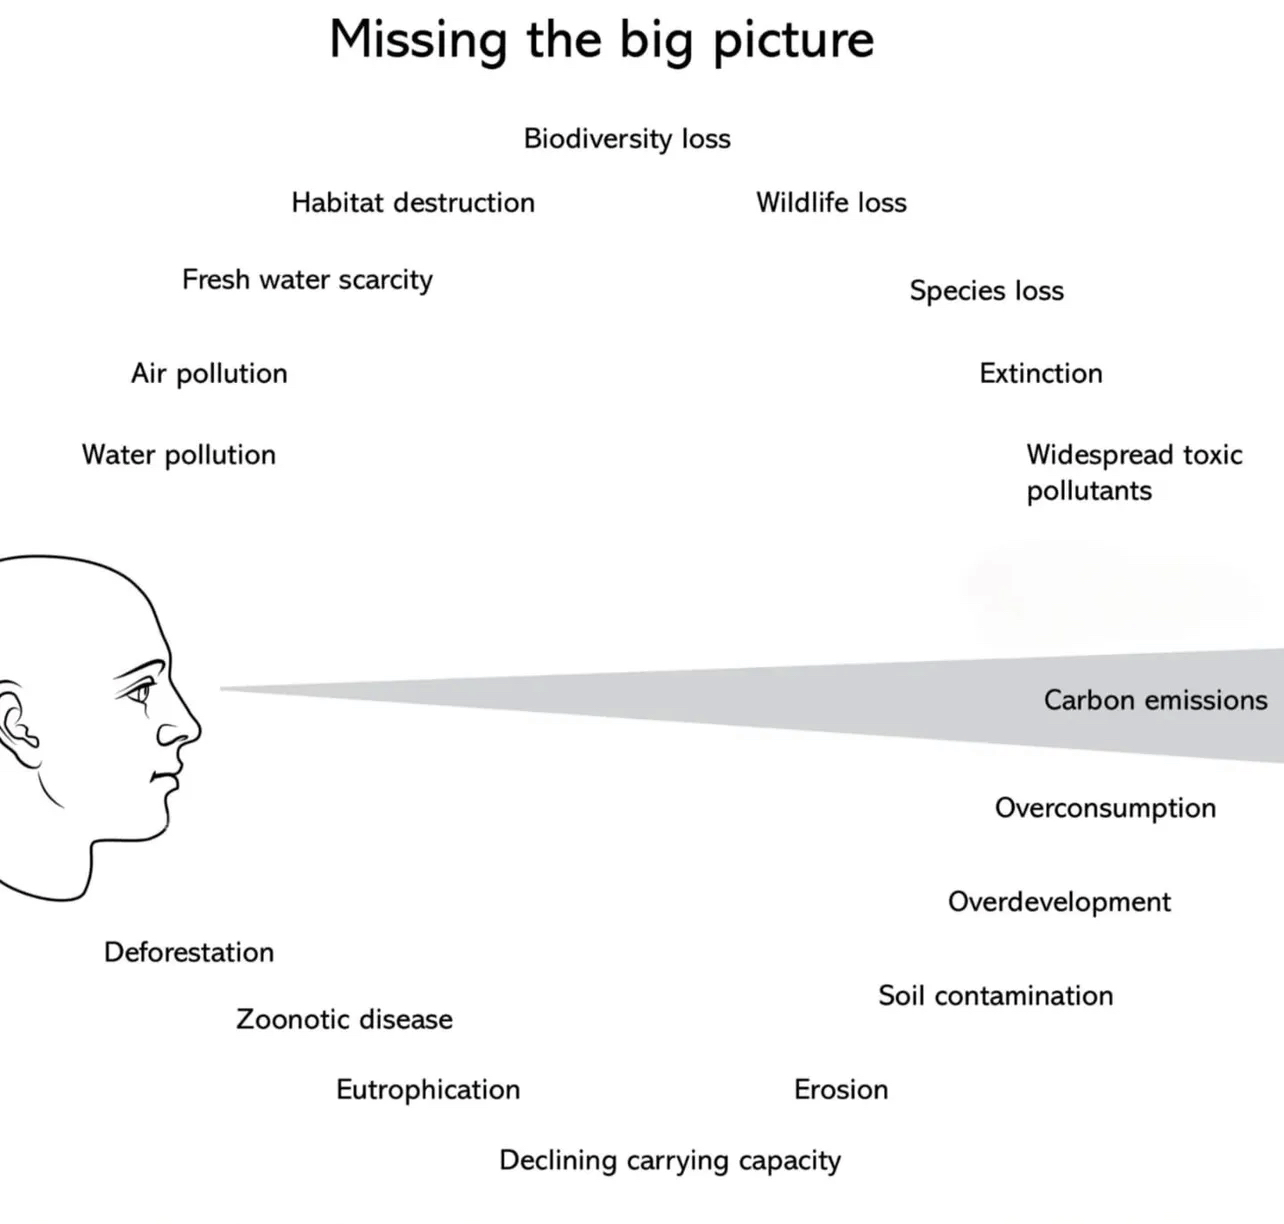 Missing the big picture
Biodiversity loss
Habitat destruction
Wildlife loss
Fresh water scarcity
Species loss
Air pollution
Extinction
Water pollution
Widespread toxic
pollutants
Carbon emissions
Overconsumption
Overdevelopment
Deforestation
Soil contamination
Zoonotic disease
Eutrophication
Erosion
Declining carrying capacity